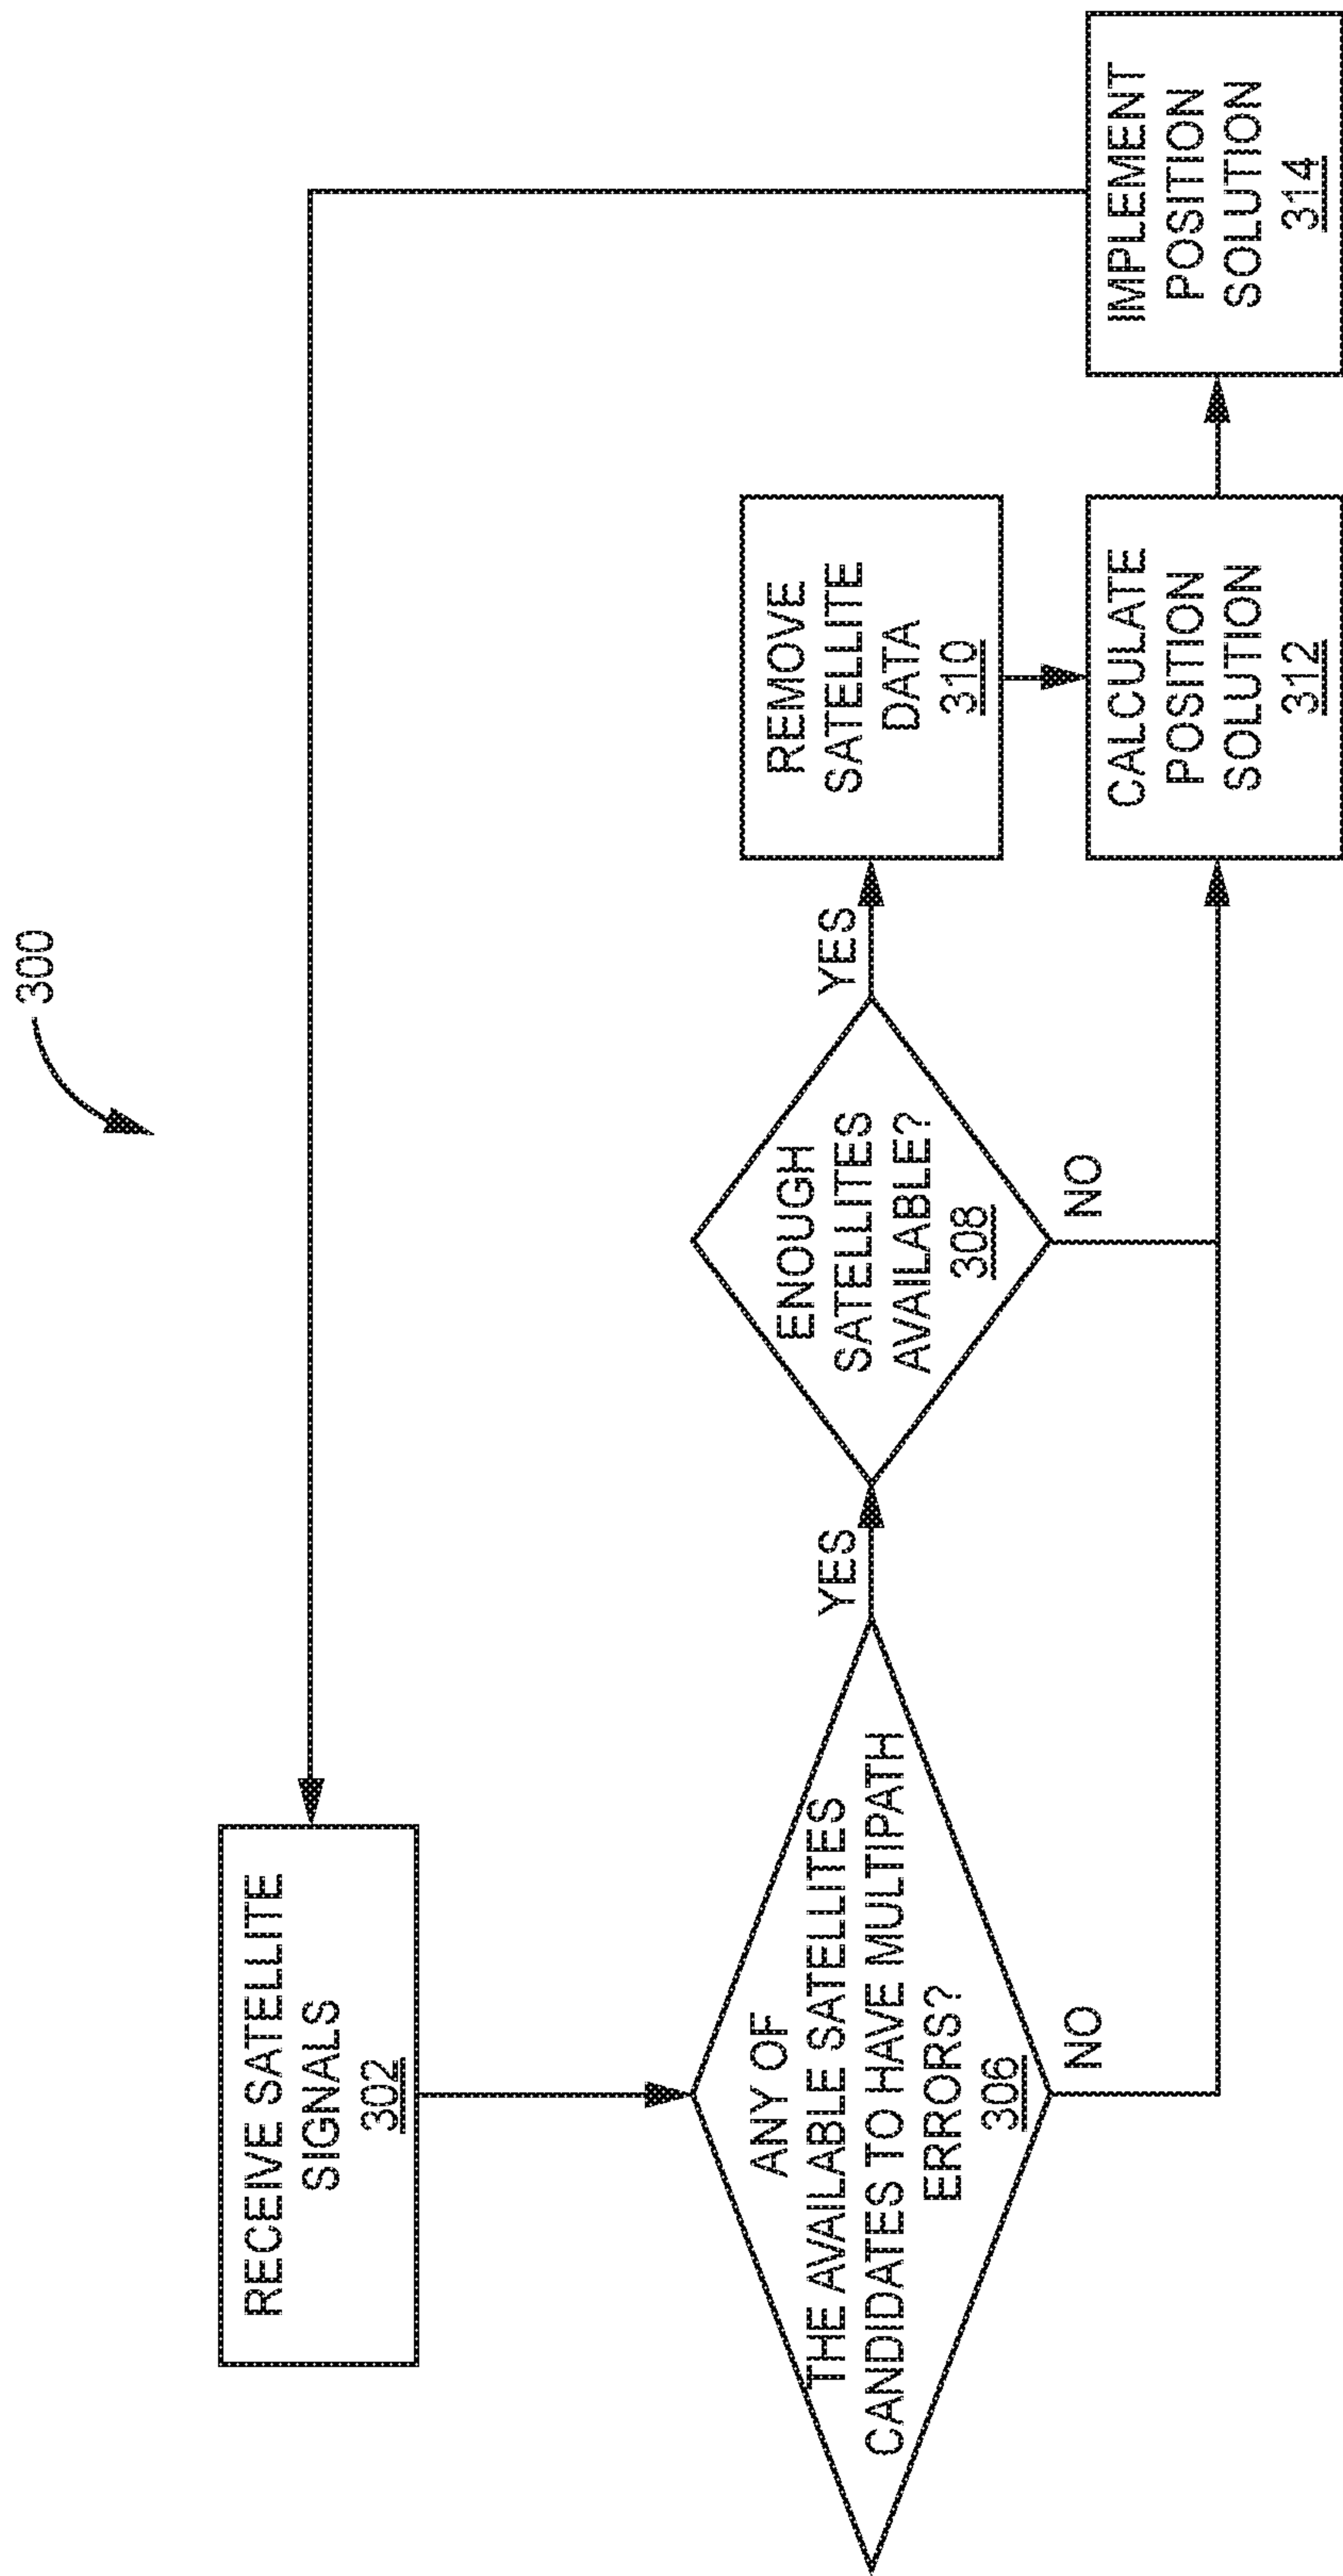 300
RECEIVE SATELLITE
SIGNALS
302
ANY OF
THE AVAILABLE SATELLITES
CANDIDATES TO HAVE MULTIPATH
ERRORS?
306
YES
NO
ENOUGH
SATELLITES
AVAILABLE?
308
YES
NO
REMOVE
SATELLITE
DATA
310
CALCULATE
POSITION
SOLUTION
312
IMPLEMENT
POSITION
SOLUTION
314